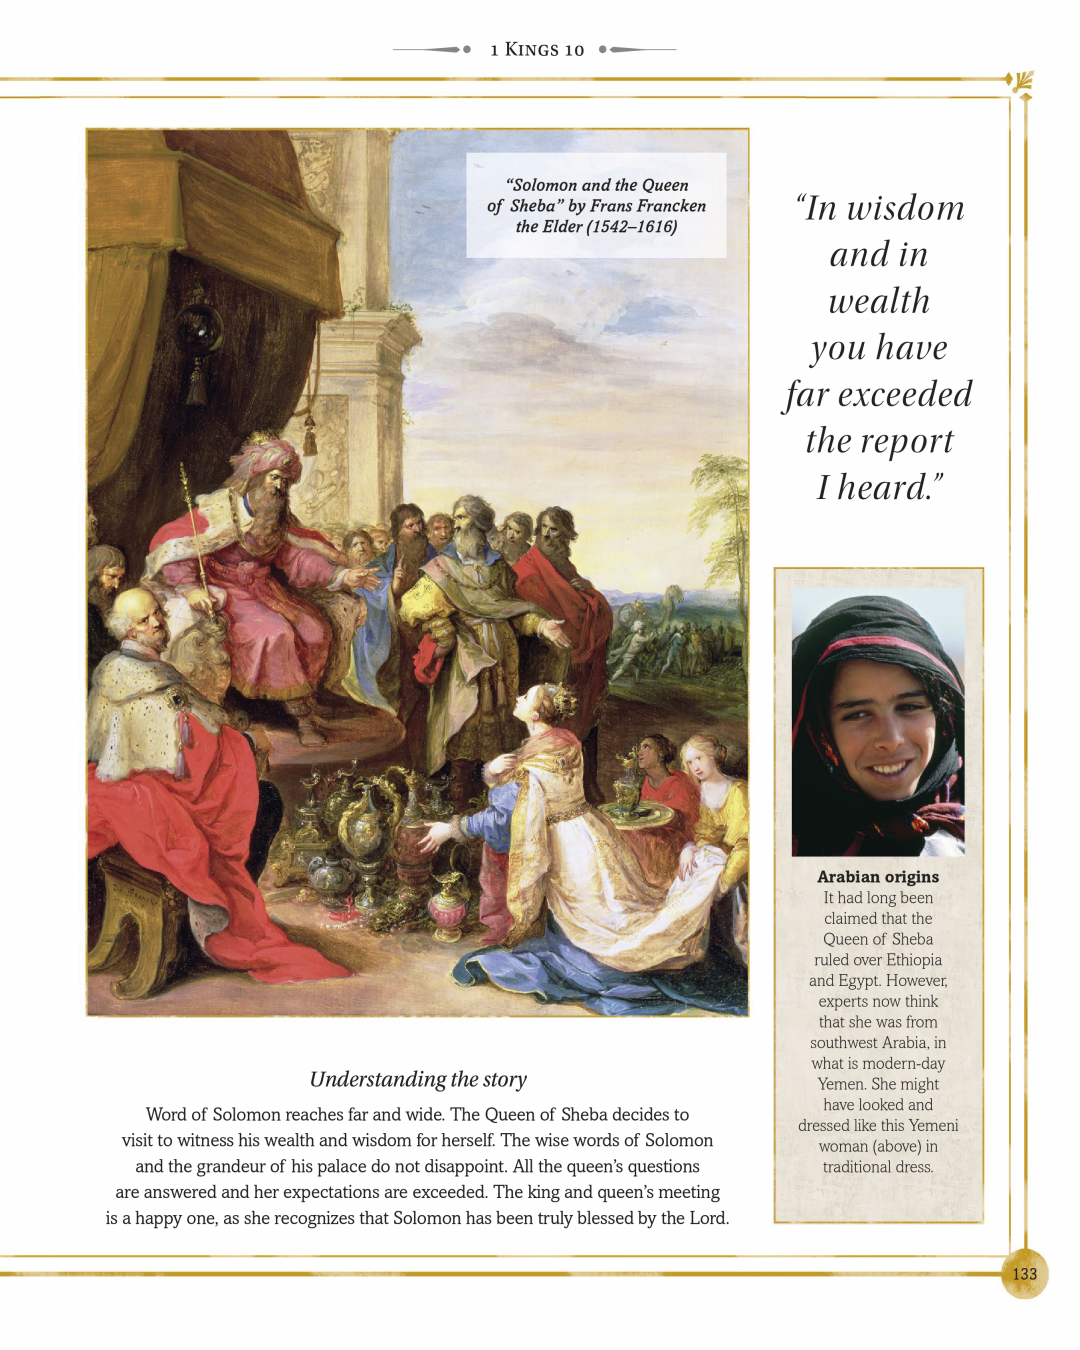 1 Kings 10
“Solomon and the Queen
of Sheba” by Frans Francken
the Elder (1542–1616)
“In wisdom
and in
wealth
you have
far exceeded
the report
I heard.”
Arabian origins
It had long been
claimed that the
Queen of Sheba
ruled over Ethiopia
and Egypt. However,
experts now think
that she was from
southwest Arabia, in
what is modern-day
Yemen. She might
have looked and
dressed like this Yemeni
woman (above) in
traditional dress.
Understanding the story
Word of Solomon reaches far and wide. The Queen of Sheba decides to
visit to witness his wealth and wisdom for herself. The wise words of Solomon
and the grandeur of his palace do not disappoint. All the queen’s questions
are answered and her expectations are exceeded. The king and queen’s meeting
is a happy one, as she recognizes that Solomon has been truly blessed by the Lord.
133